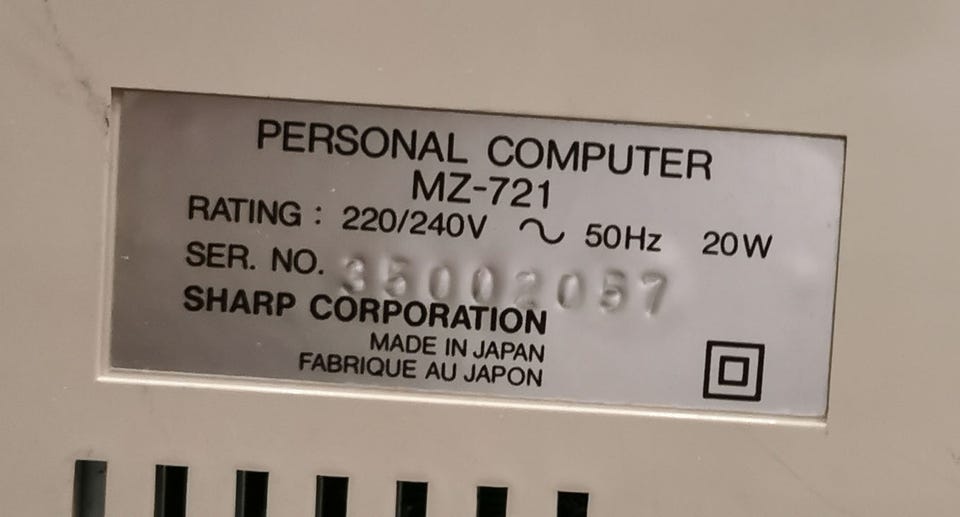 PERSONAL COMPUTER
MZ-721
RATING : 220/240V ∿ 50Hz 20W
SER. NO. 35002057
SHARP CORPORATION
MADE IN JAPAN
FABRIQUE AU JAPON